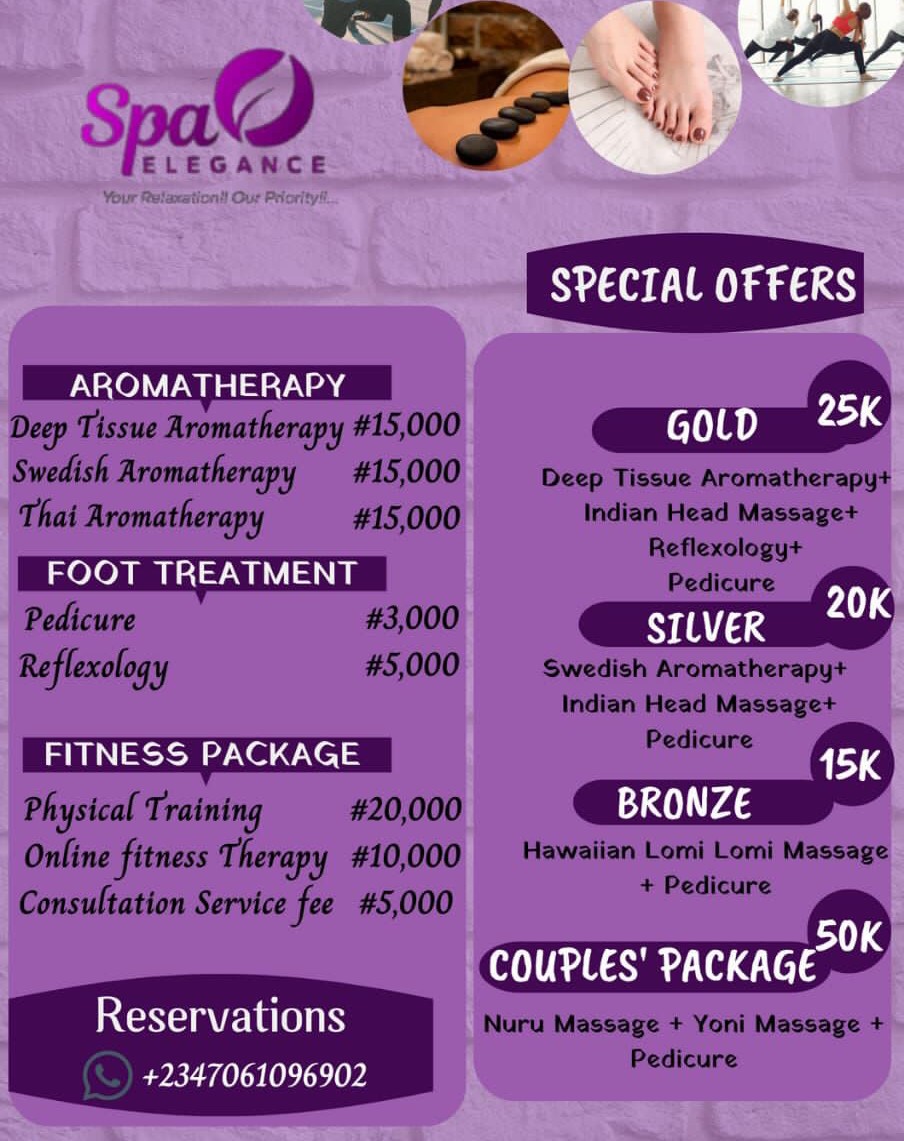 Spa
ELEGANCE
Your Relaxation!! Our Priority!!...
AROMATHERAPY
Deep Tissue Aromatherapy #15,000
Swedish Aromatherapy #15,000
Thai Aromatherapy #15,000
FOOT TREATMENT
Pedicure #3,000
Reflexology #5,000
FITNESS PACKAGE
Physical Training #20,000
Online fitness Therapy #10,000
Consultation Service fee #5,000
Reservations
+2347061096902
SPECIAL OFFERS
GOLD 25K
Deep Tissue Aromatherapy+
Indian Head Massage+
Reflexology+
Pedicure
SILVER 20K
Swedish Aromatherapy+
Indian Head Massage+
Pedicure
BRONZE 15K
Hawaiian Lomi Lomi Massage
+ Pedicure
COUPLES' PACKAGE 50K
Nuru Massage + Yoni Massage +
Pedicure